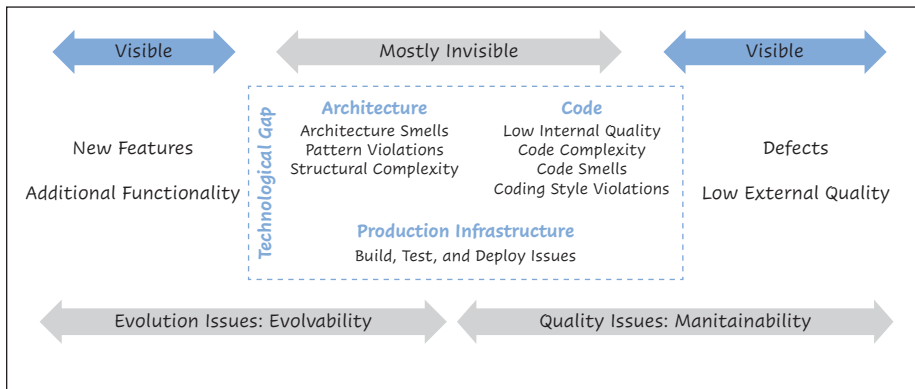 Visible
Mostly Invisible
Visible
Technological Gap
Architecture
Architecture Smells
Pattern Violations
Structural Complexity
Code
Low Internal Quality
Code Complexity
Code Smells
Coding Style Violations
New Features
Additional Functionality
Defects
Low External Quality
Production Infrastructure
Build, Test, and Deploy Issues
Evolution Issues: Evolvability
Quality Issues: Manitainability